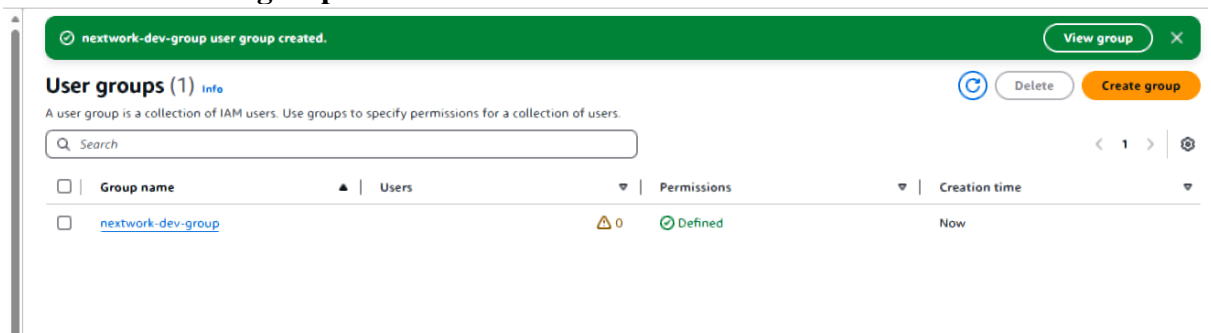 nextwork-dev-group user group created.
View group
User groups (1) Info
Delete
Create group
A user group is a collection of IAM users. Use groups to specify permissions for a collection of users.
Search
1
Group name
Users
Permissions
Creation time
nextwork-dev-group
0
Defined
Now